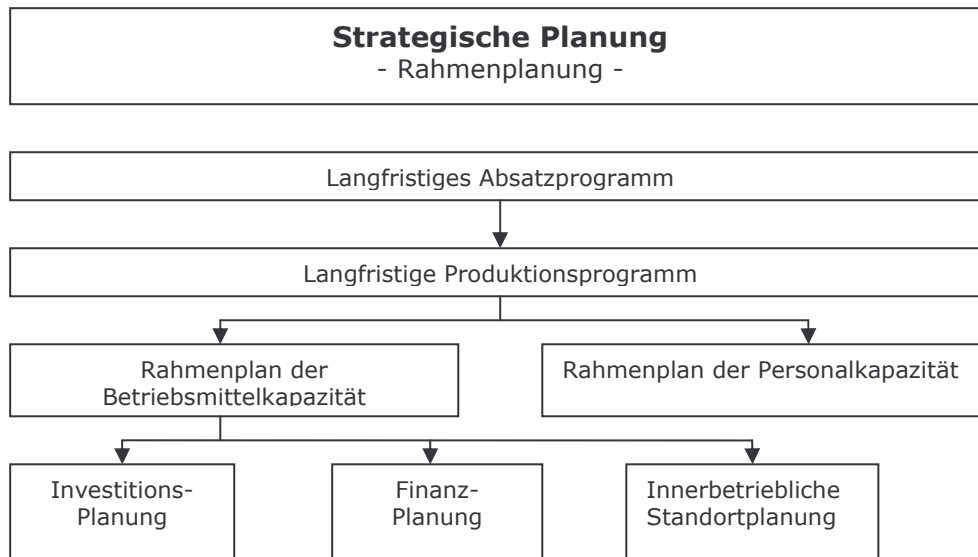 Strategische Planung
- Rahmenplanung -
Langfristiges Absatzprogramm
Langfristige Produktionsprogramm
Rahmenplan der
Betriebsmittelkapazität
Rahmenplan der Personalkapazität
Investitions-
Planung
Finanz-
Planung
Innerbetriebliche
Standortplanung